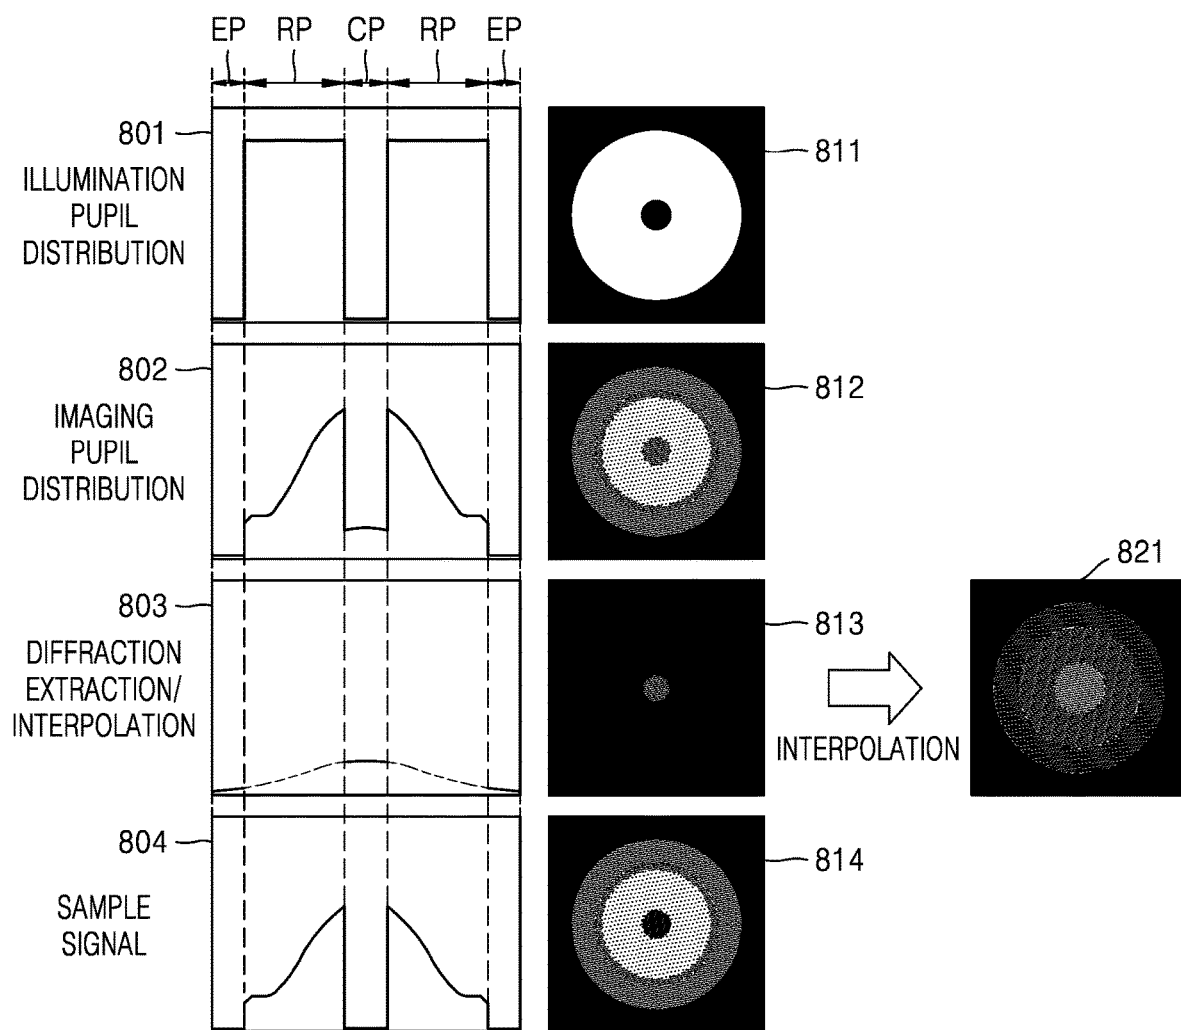 EP RP CP RP EP
801
ILLUMINATION
PUPIL
DISTRIBUTION
811
802
IMAGING
PUPIL
DISTRIBUTION
812
803
DIFFRACTION
EXTRACTION/
INTERPOLATION
813
INTERPOLATION
821
804
SAMPLE
SIGNAL
814